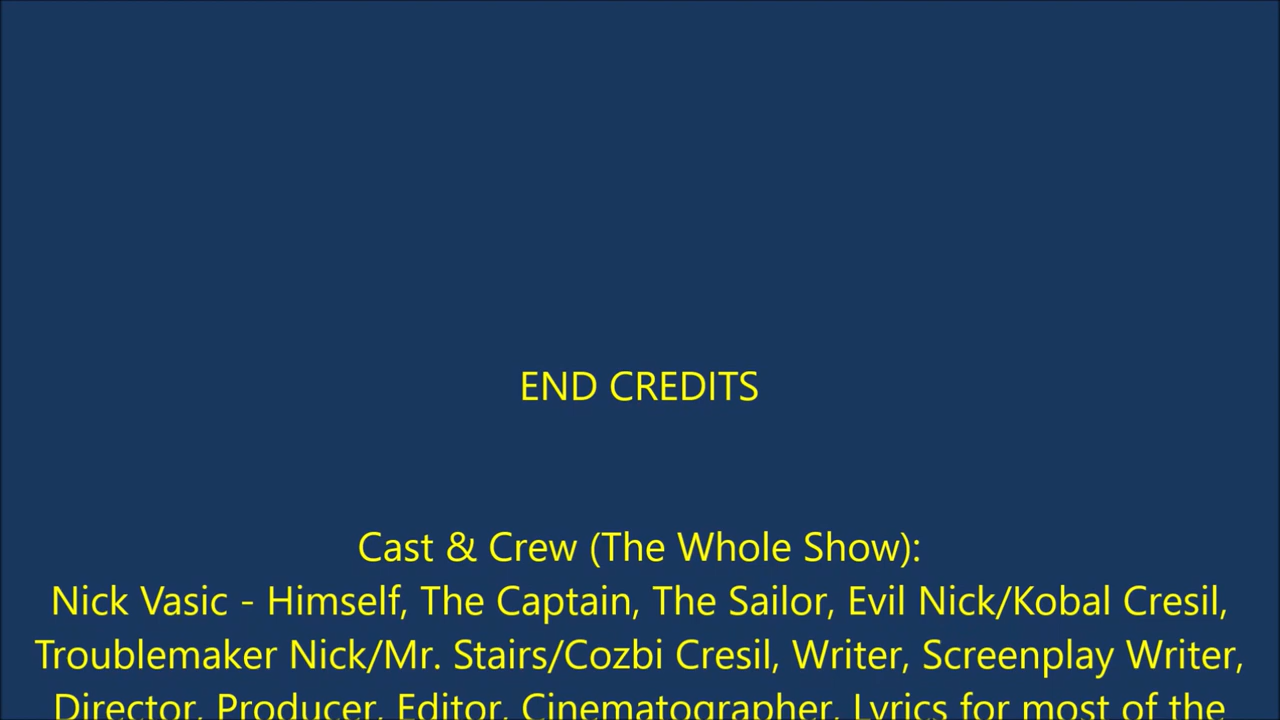 END CREDITS
Cast & Crew (The Whole Show):
Nick Vasic - Himself, The Captain, The Sailor, Evil Nick/Kobal Cresil,
Troublemaker Nick/Mr. Stairs/Cozbi Cresil, Writer, Screenplay Writer,
Director, Producer, Editor, Cinematographer, Lyrics for most of the